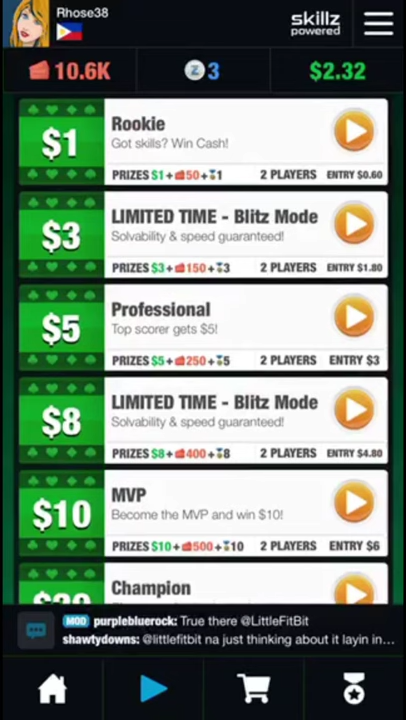 Rhose38
skillz
powered
10.6K
Z 3
$2.32
$1
Rookie
Got skills? Win Cash!
PRIZES $1+50+1 2 PLAYERS ENTRY $0.60
$3
LIMITED TIME - Blitz Mode
Solvability & speed guaranteed!
PRIZES $3+150+3 2 PLAYERS ENTRY $1.80
$5
Professional
Top scorer gets $5!
PRIZES $5+250+5 2 PLAYERS ENTRY $3
$8
LIMITED TIME - Blitz Mode
Solvability & speed guaranteed!
PRIZES $8+400+8 2 PLAYERS ENTRY $4.80
$10
MVP
Become the MVP and win $10!
PRIZES $10+500+10 2 PLAYERS ENTRY $6
Champion
MOD purplebluerock: True there @LittleFitBit
shawtydowns: @littlefitbit na just thinking about it layin in...